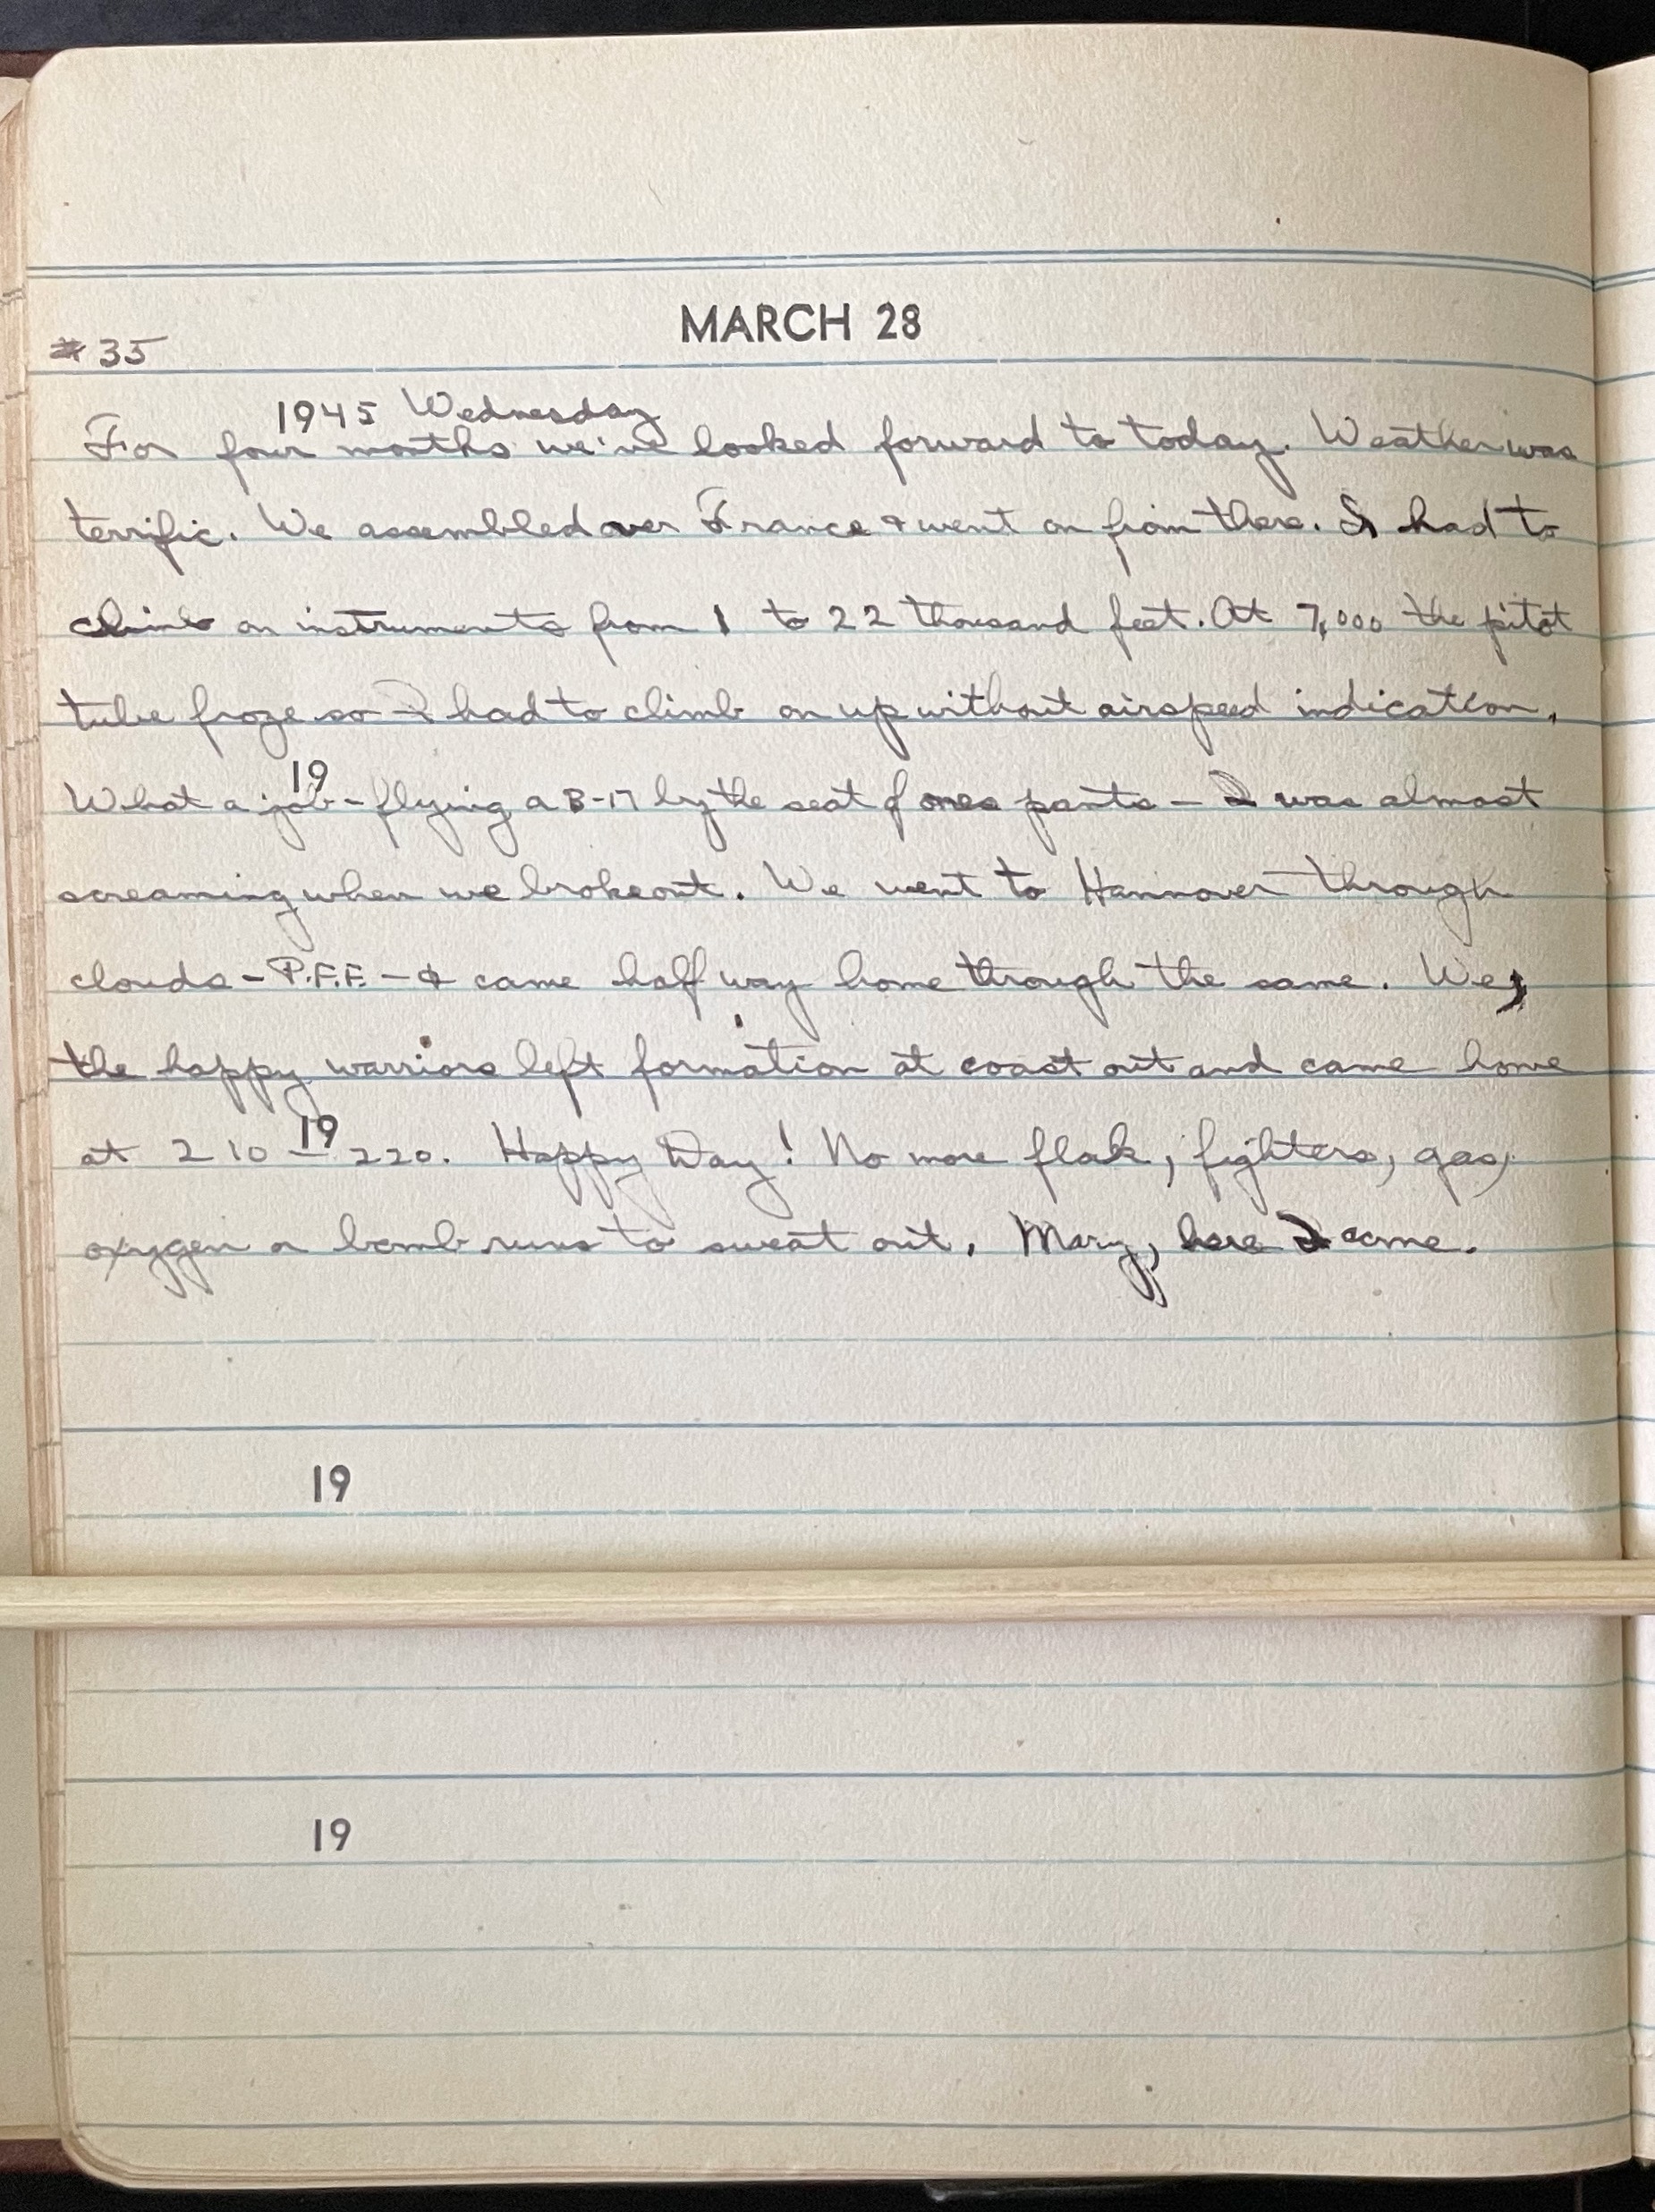 MARCH 28
#35
1945 Wednesday
For four months we've looked forward to today. Weather was
terrific. We assembled over France & went on from there. I had to
climb on instruments from 1 to 22 thousand feet. At 7,000 the pitot
tube froze so I had to climb on up without airspeed indication.
19
What a job - flying a B-17 by the seat of ones pants - I was almost
screaming when we broke out. We went to Hannover through
clouds - P.F.F. - & came half way home through the same. We,
the happy warriors left formation at coast out and came home
19
at 210 - 220. Happy Day! No more flak, fighters, gas,
oxygen or bomb runs to sweat out. Mary, here I come.
19
19